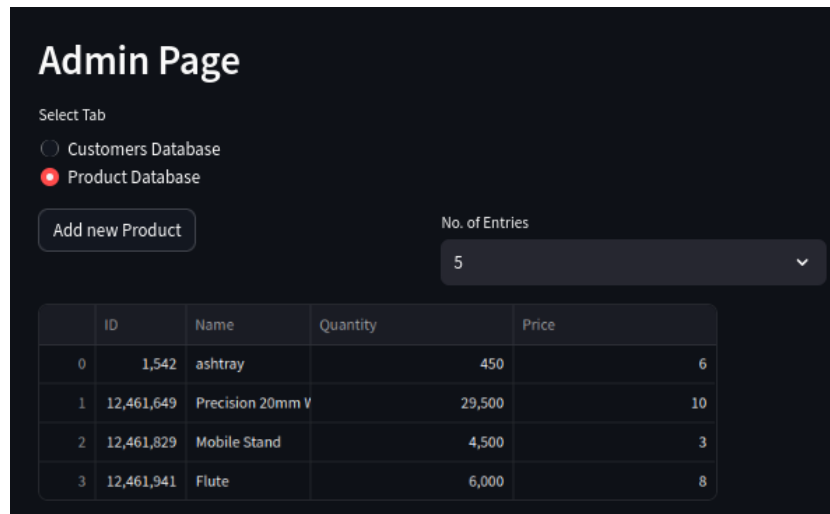 Admin Page
Select Tab
Customers Database
Product Database
Add new Product
No. of Entries
5
ID Name Quantity Price
0 1,542 ashtray 450 6
1 12,461,649 Precision 20mm 29,500 10
2 12,461,829 Mobile Stand 4,500 3
3 12,461,941 Flute 6,000 8